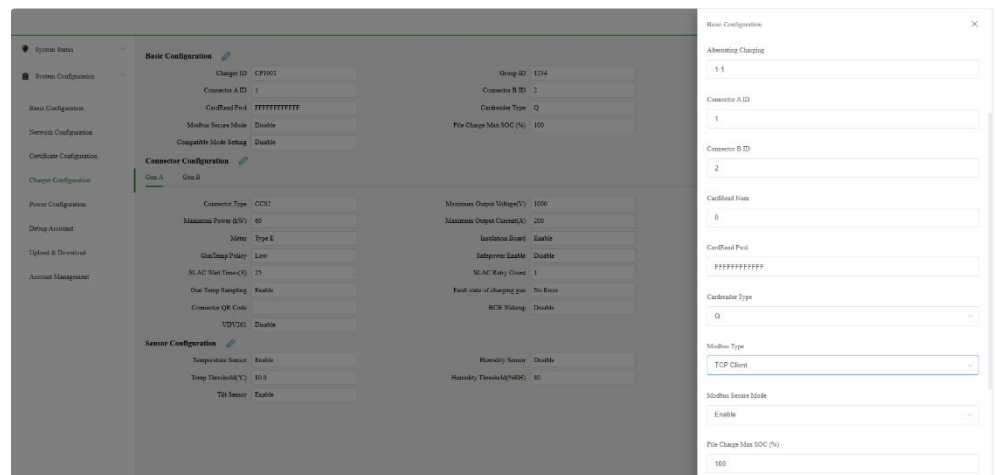 System Status
System Configuration
Basic Configuration
Network Configuration
Certificate Configuration
Charger Configuration
Power Configuration
Debug Assistant
Upload & Download
Account Management
Basic Configuration
Charger ID CP1001 Group ID 1234
Connector A ID 1 Connector B ID 2
CardRead Pwd FFFFFFFFFFFF Cardreader Type Q
Modbus Secure Mode Disable Pile Charge Max SOC (%) 100
Compatible Mode Setting Disable
Connector Configuration
Gun A Gun B
Connector Type CCS2 Maximum Output Voltage(V) 1000
Maximum Power (kW) 60 Maximum Output Current(A) 200
Meter Type E Insulation Board Enable
GunTemp Policy Low Safepower Enable Disable
SLAC Wait Times(S) 25 SLAC Retry Count 1
Gun Temp Sampling Enable Fault state of charging gun No Error
Connector QR Code BCB Wakeup Disable
VDV261 Disable
Sensor Configuration
Temperature Sensor Enable Humidity Sensor Disable
Temp Threshold(°C) 80.0 Humidity Threshold(%RH) 80
Tilt Sensor Enable
Basic Configuration
Alternating Charging
1-1
Connector A ID
1
Connector B ID
2
CardRead Num
0
CardRead Pwd
FFFFFFFFFFFF
Cardreader Type
Q
Modbus Type
TCP Client
Modbus Secure Mode
Enable
Pile Charge Max SOC (%)
100